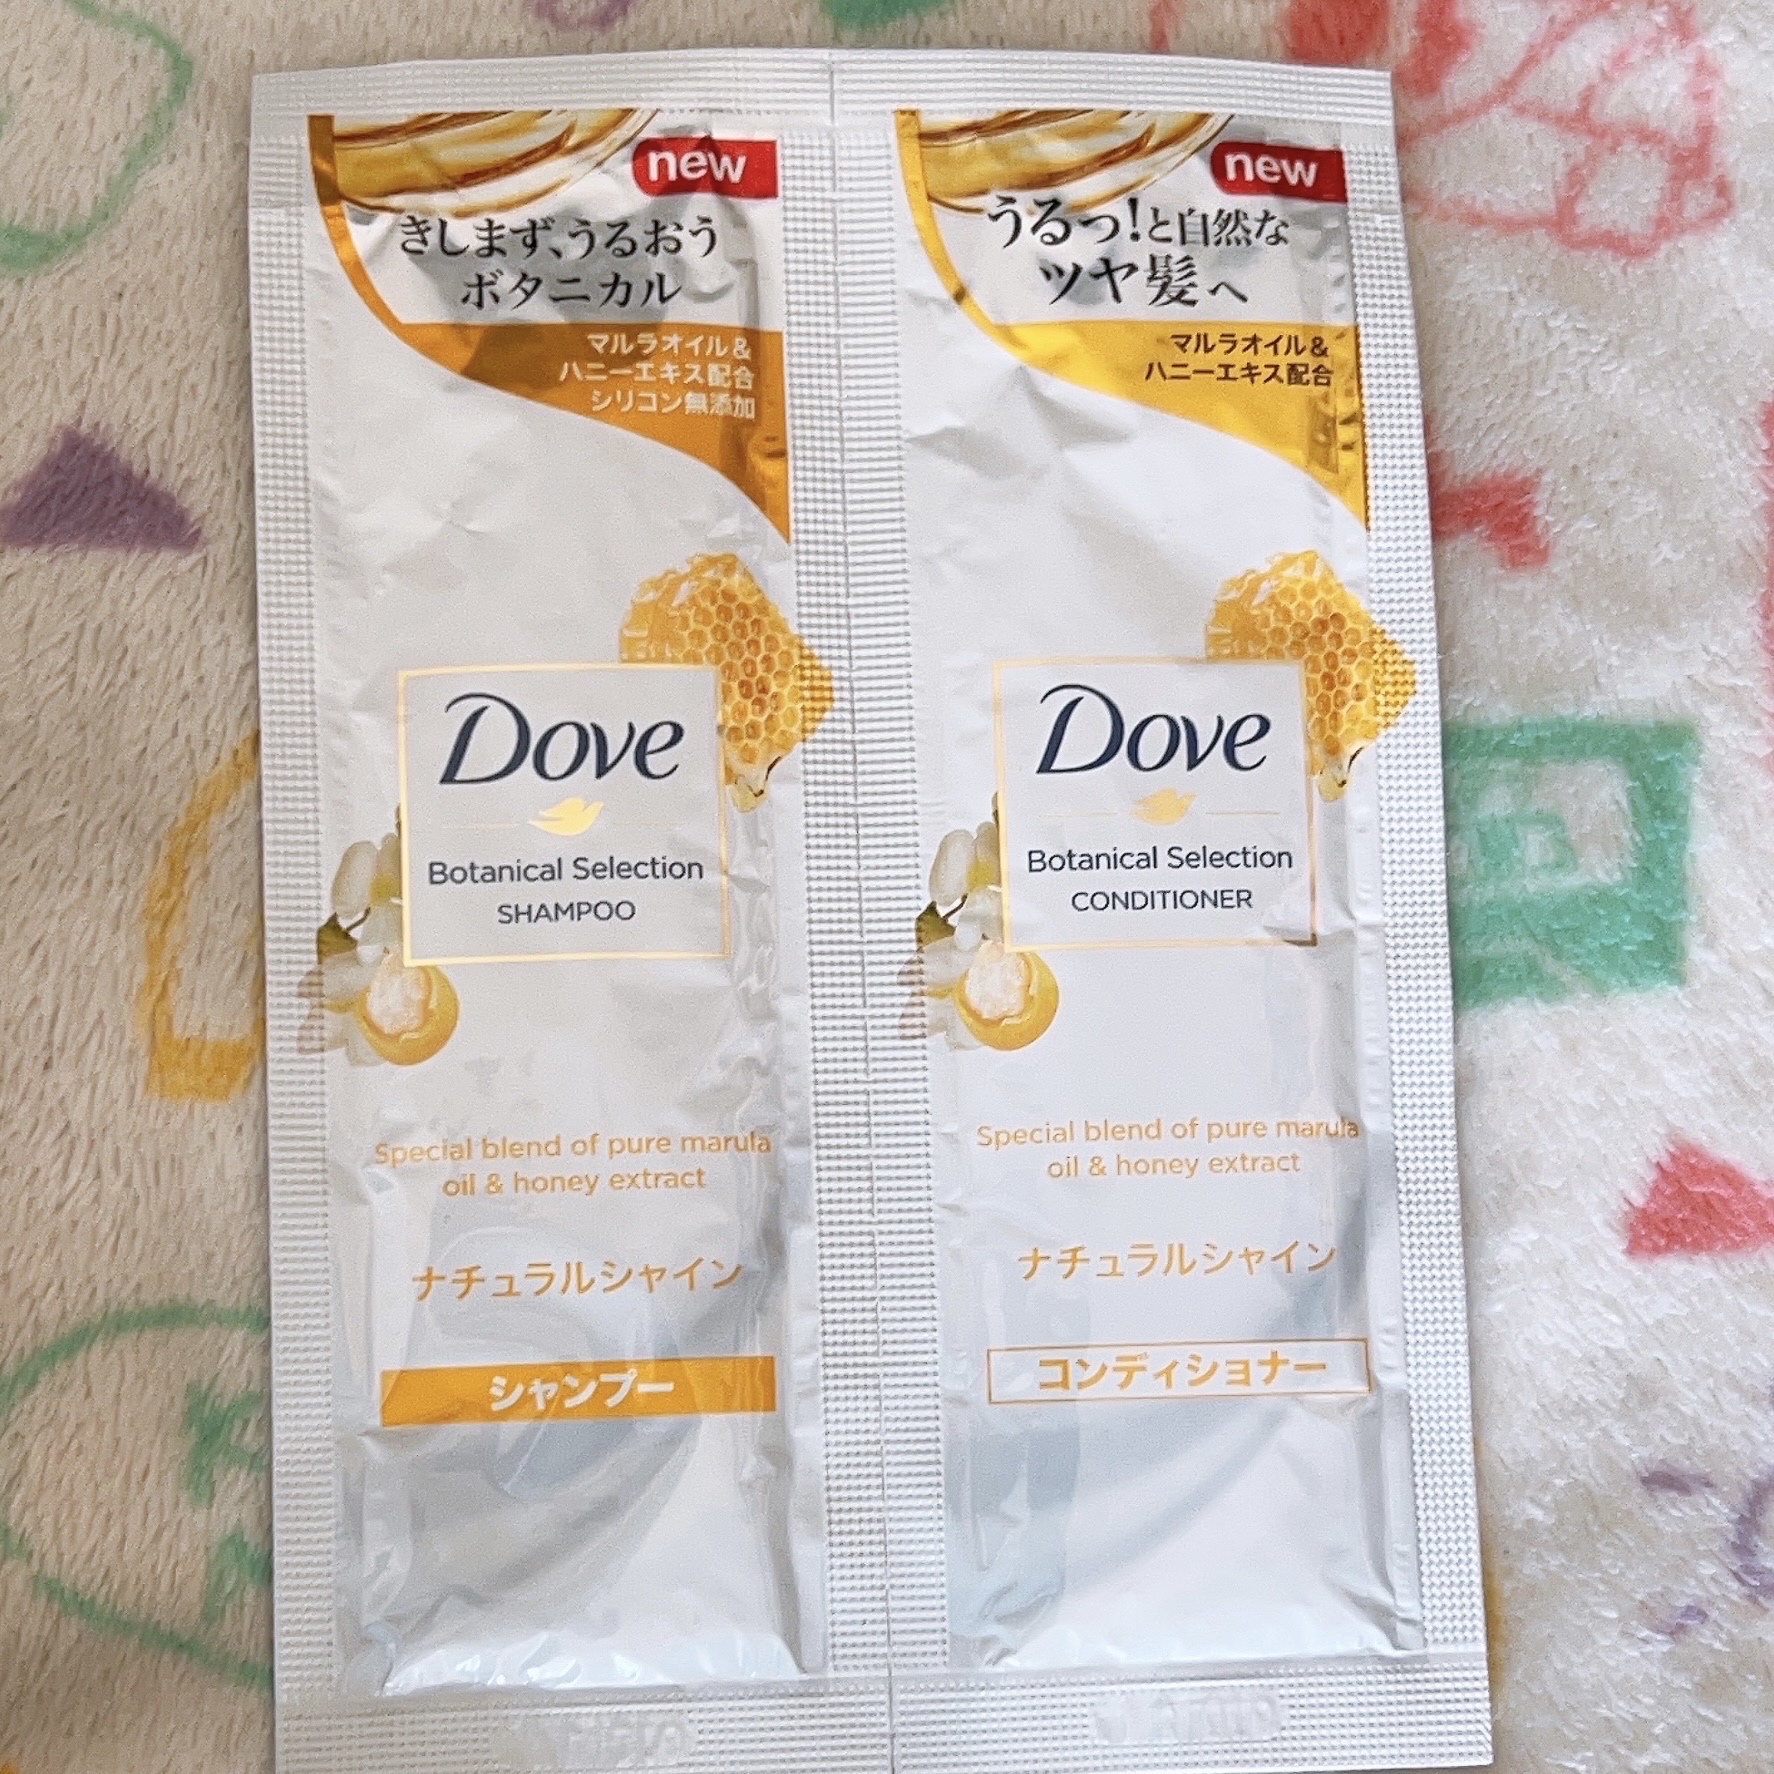 new
きしまず、うるおう
ボタニカル
マルラオイル&
ハニーエキス配合
シリコン無添加
Dove
Botanical Selection
SHAMPOO
Special blend of pure marula
oil & honey extract
ナチュラルシャイン
シャンプー
new
うるっ!と自然な
ツヤ髪へ
マルラオイル&
ハニーエキス配合
Dove
Botanical Selection
CONDITIONER
Special blend of pure marula
oil & honey extract
ナチュラルシャイン
コンディショナー